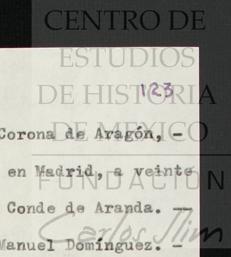 CENTRO DE
ESTUDIOS
DE HISTORIA
DE MEXICO
FUNDACIÓN
Carlos Slim
123
Corona de Aragón, -
en Madrid, a veinte
Conde de Aranda. --
Manuel Domínguez. -